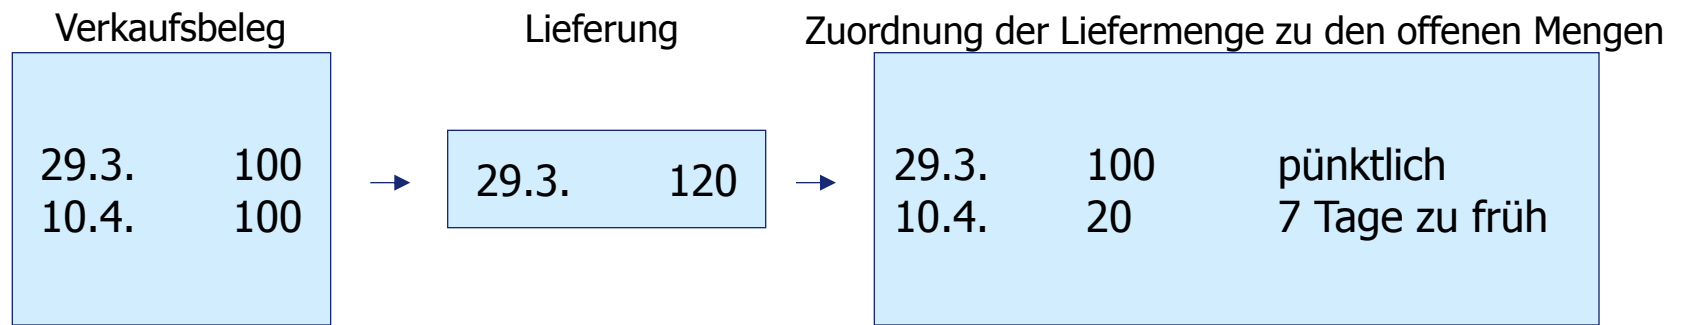 Verkaufsbeleg
29.3. 100
10.4. 100
Lieferung
29.3. 120
Zuordnung der Liefermenge zu den offenen Mengen
29.3. 100 pünktlich
10.4. 20 7 Tage zu früh